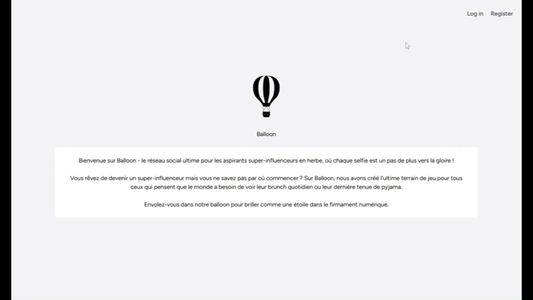 Log in Register
Balloon
Bienvenue sur Balloon - le réseau social ultime pour les aspirants super-influenceurs en herbe, où chaque selfie est un pas de plus vers la gloire !
Vous rêvez de devenir un super-influenceur mais vous ne savez pas par où commencer ? Sur Balloon, nous avons créé l'ultime terrain de jeu pour tous
ceux qui pensent que le monde a besoin de voir leur brunch quotidien ou leur dernière tenue de pyjama.
Envolez-vous dans notre balloon pour briller comme une étoile dans le firmament numérique.